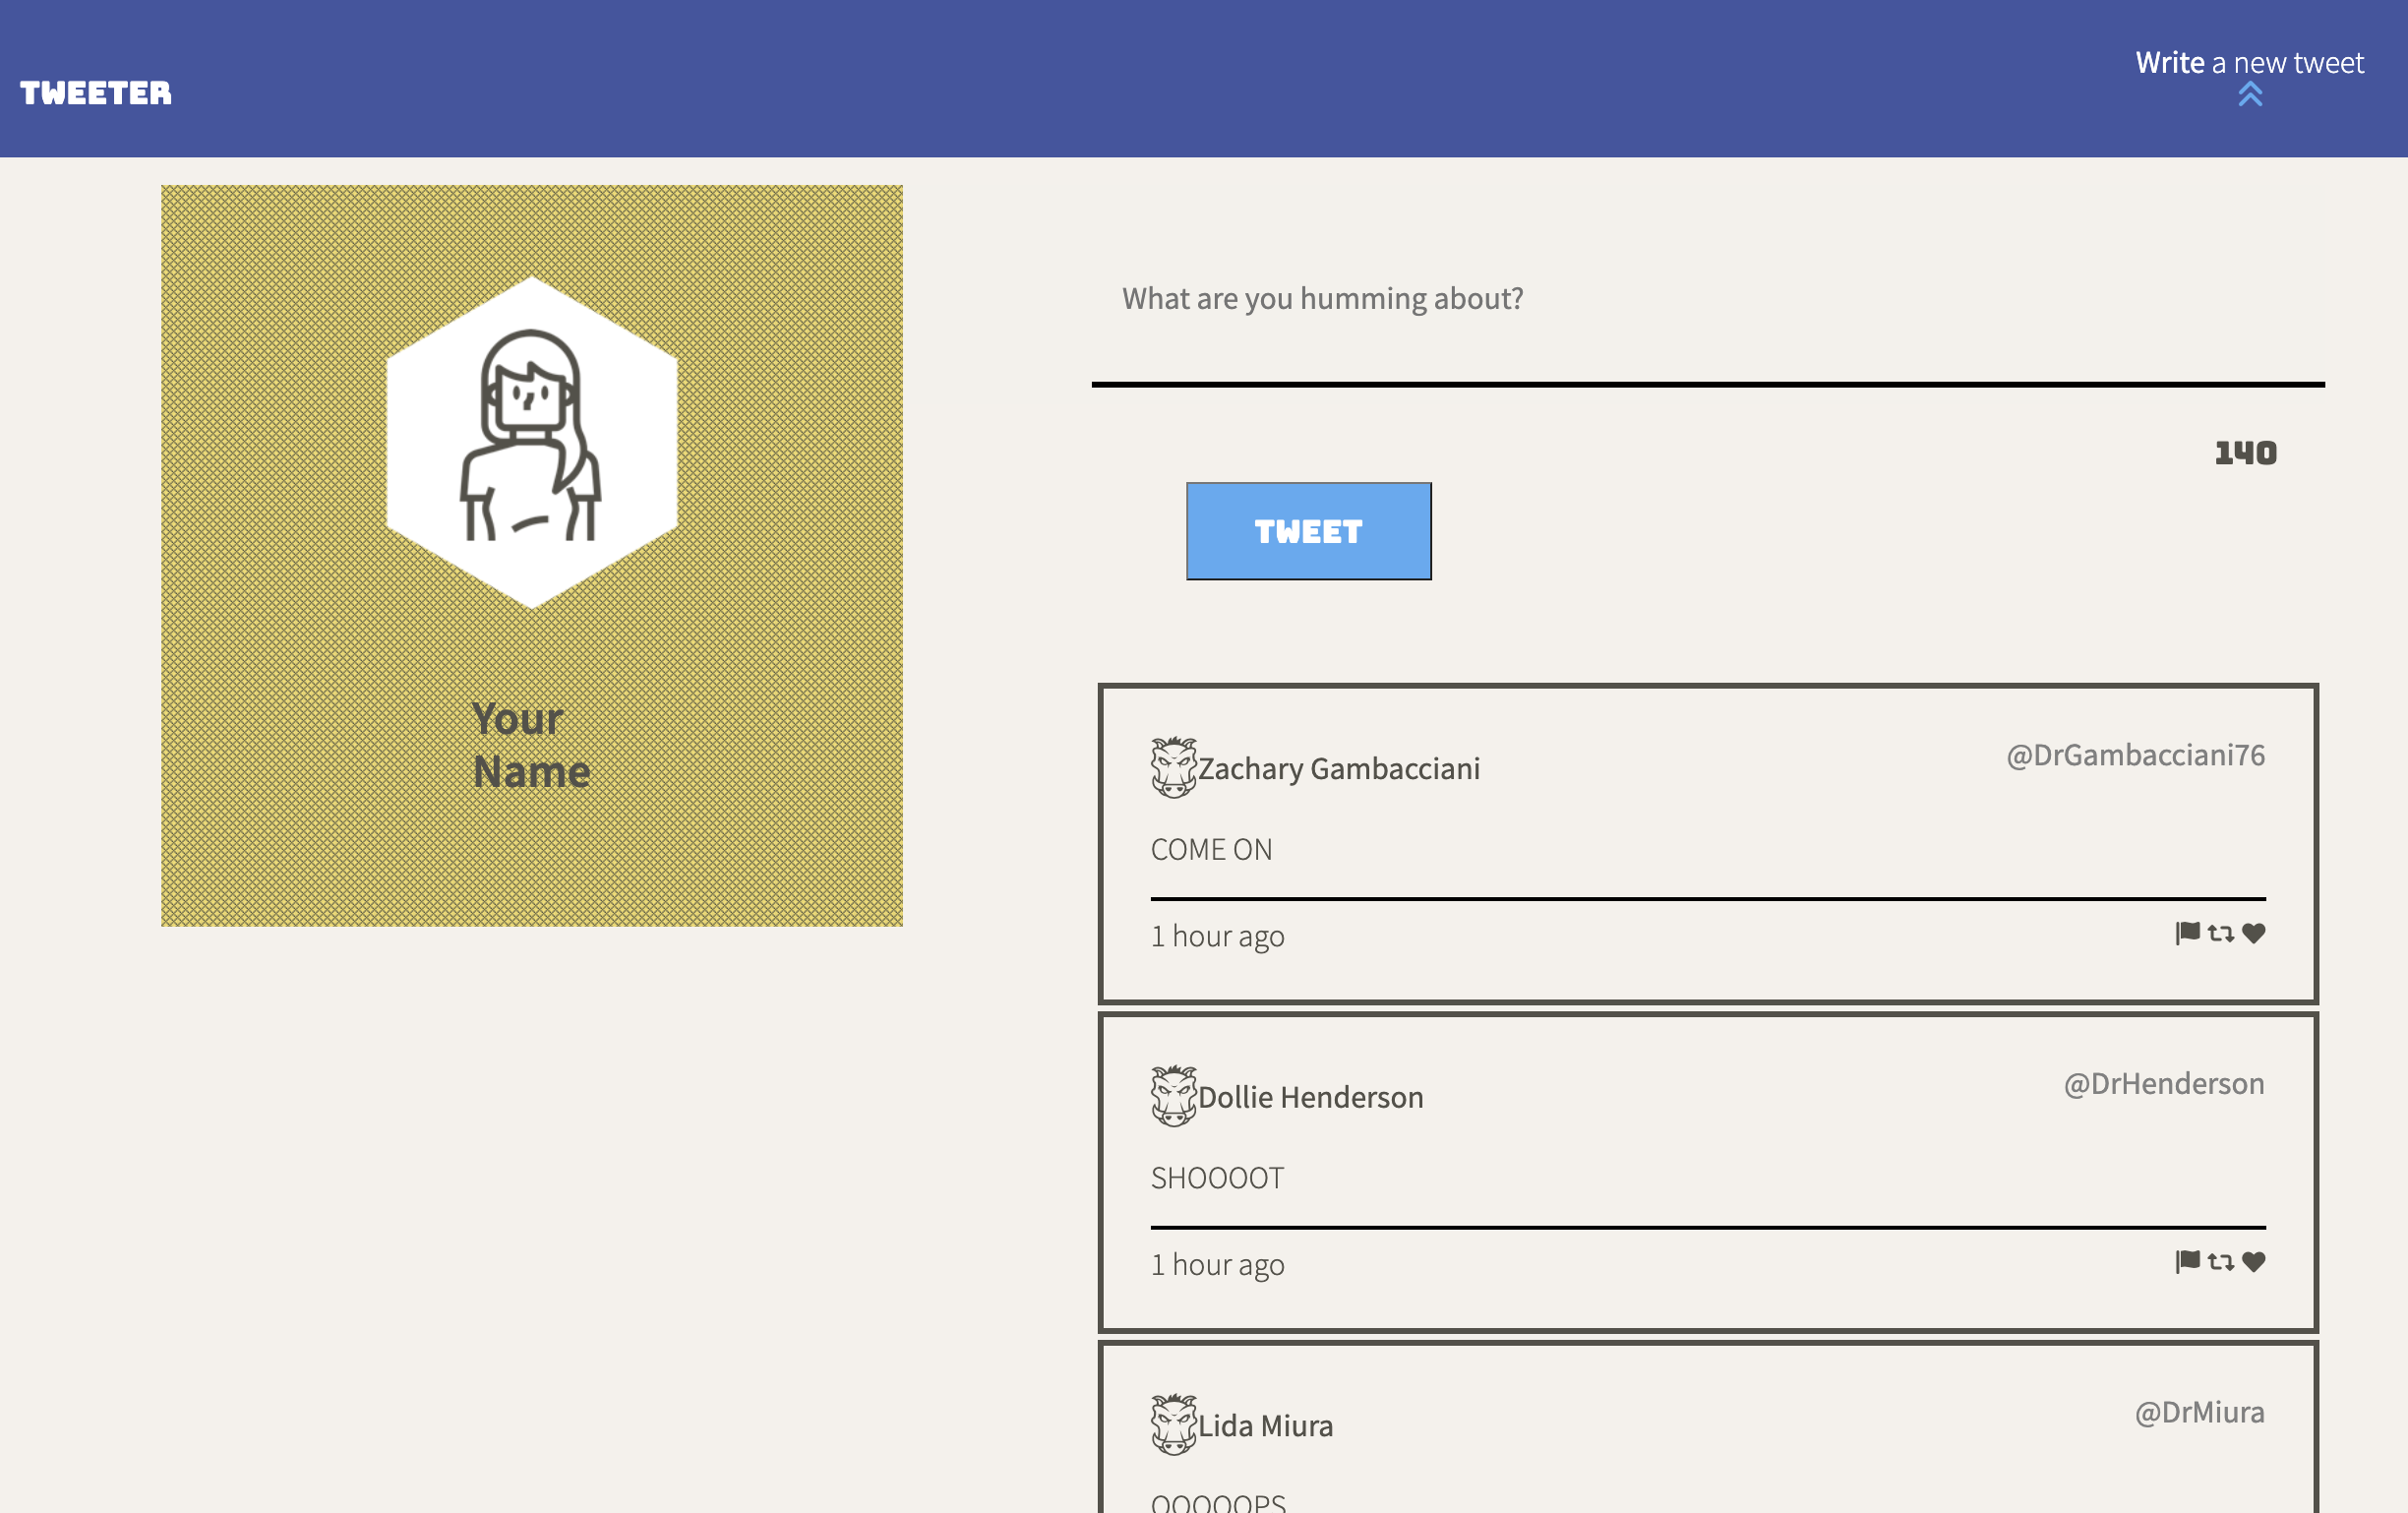 TWEETER
Write a new tweet
Your
Name
What are you humming about?
140
TWEET
Zachary Gambacciani
@DrGambacciani76
COME ON
1 hour ago
Dollie Henderson
@DrHenderson
SHOOOOT
1 hour ago
Lida Miura
@DrMiura
OOOOOPS